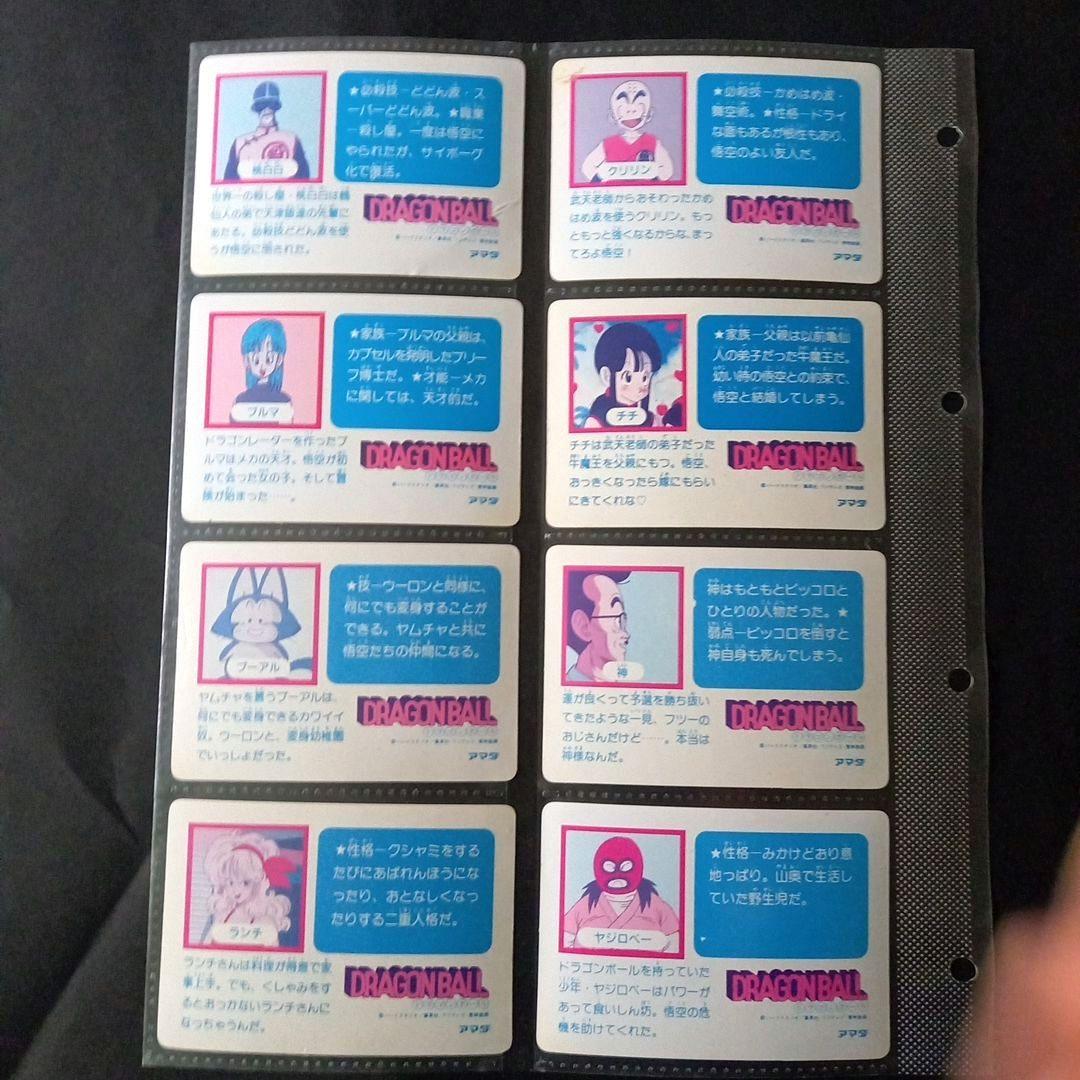 ★必殺技ーどどん波・ス
ーパーどどん波。★職業
ー殺し屋。一度は悟空に
やられたが、サイボーグ
化で復活。
桃白白
世界一の殺し屋・桃白白は鶴
仙人の弟で天津飯達の先輩に
あたる。必殺技どどん波を使
うが悟空に倒された。
DRAGONBALL
アマダ
★必殺技ーかめはめ波・
舞空術。★性格ードライ
な面もあるが根性もあり、
悟空のよい友人だ。
クリリン
武天老師からおそわったかめ
はめ波を使うクリリン。もっ
ともっと強くなるからな、まっ
てろよ悟空！
DRAGONBALL
アマダ
★家族ーブルマの父親は、
カプセルを発明したブリー
フ博士だ。★才能ーメカ
に関しては、天才的だ。
ブルマ
ドラゴンレーダーを作ったブ
ルマはメカの天才。悟空が初
めて会った女の子。そして冒
険が始まった……。
DRAGONBALL
アマダ
★家族ー父親は以前亀仙
人の弟子だった牛魔王だ。
幼い時の悟空との約束で、
悟空と結婚してしまう。
チチ
チチは武天老師の弟子だった
牛魔王を父親にもつ。悟空、
おっきくなったら嫁にもらい
にきてくれな♡
DRAGONBALL
アマダ
★技ーウーロンと同様に、
何にでも変身することが
できる。ヤムチャと共に
悟空たちの仲間になる。
プーアル
ヤムチャを慕うプーアルは、
何にでも変身できるカワイイ
奴。ウーロンと、変身幼稚園
でいっしょだった。
DRAGONBALL
アマダ
神はもともとピッコロと
ひとりの人物だった。★
弱点ーピッコロを倒すと
神自身も死んでしまう。
神
運が良くって予選を勝ち抜い
てきたような一見、フツーの
おじさんだけど……。本当は
神様なんだ。
DRAGONBALL
アマダ
★性格ークシャミをする
たびにあばれんぼうにな
ったり、おとなしくなっ
たりする二重人格だ。
ランチ
ランチさんは料理が得意で家
事上手。でも、くしゃみをす
るとおっかないランチさんに
なっちゃうんだ。
DRAGONBALL
アマダ
★性格ーみかけどおり意
地っぱり。山奥で生活し
ていた野生児だ。
ヤジロベー
ドラゴンボールを持っていた
少年・ヤジロベーはパワーが
あって食いしん坊。悟空の危
機を助けてくれた。
DRAGONBALL
アマダ